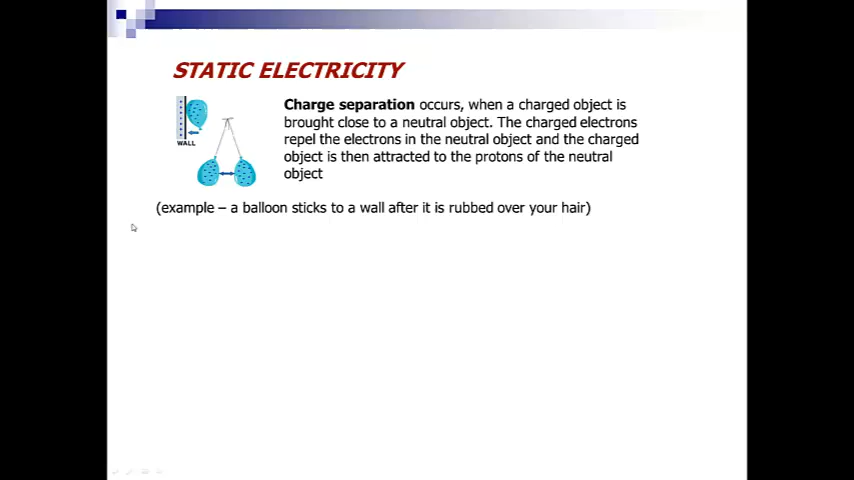 STATIC ELECTRICITY
WALL
Charge separation occurs, when a charged object is
brought close to a neutral object. The charged electrons
repel the electrons in the neutral object and the charged
object is then attracted to the protons of the neutral
object
(example – a balloon sticks to a wall after it is rubbed over your hair)